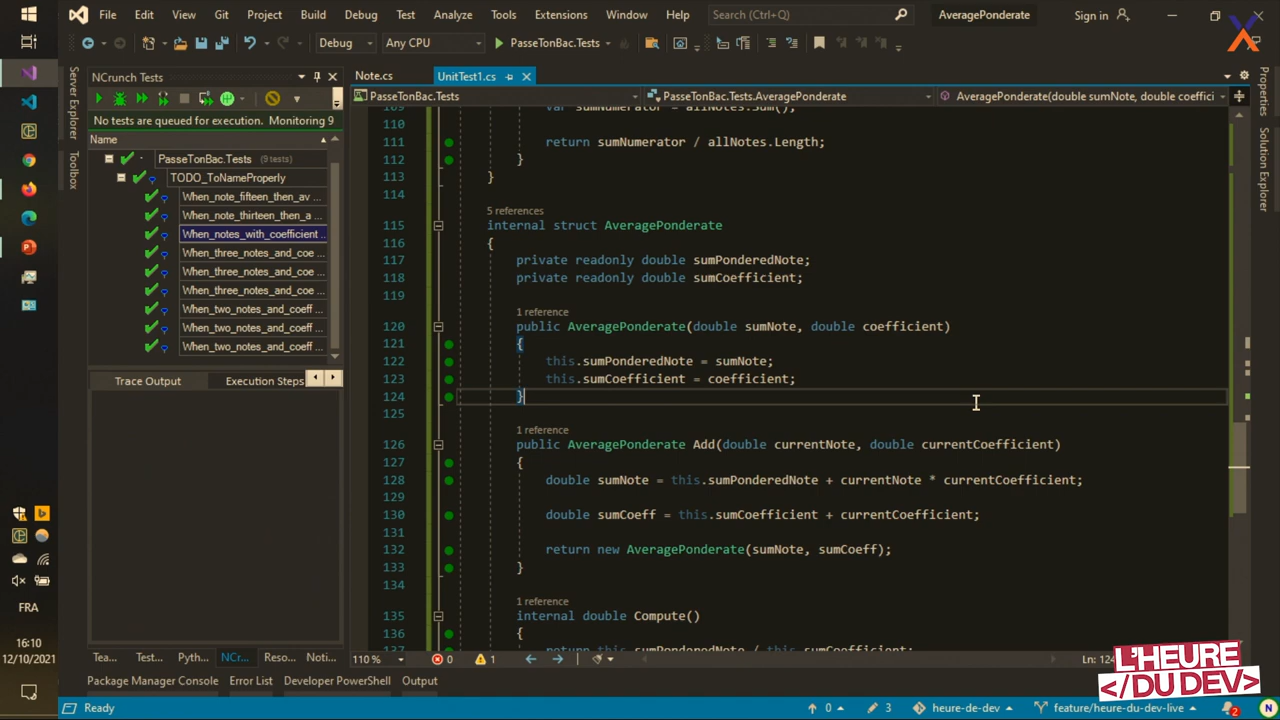 File Edit View Git Project Build Debug Test Analyze Tools Extensions Window Help Search (Ctrl+Q) AveragePonderate Sign in
Debug Any CPU PasseTonBac.Tests
Server Explorer
Toolbox
NCrunch Tests
No tests are queued for execution. Monitoring 9
Name
PasseTonBac.Tests (9 tests)
TODO_ToNameProperly
When_note_fifteen_then_av ...
When_note_thirteen_then_a ...
When_notes_with_coefficient ...
When_three_notes_and_coe ...
When_three_notes_and_coe ...
When_three_notes_and_coe ...
When_two_notes_and_coeff ...
When_two_notes_and_coeff ...
When_two_notes_and_coeff ...
Trace Output Execution Steps
Tea... Test... Pyth... NCr... Reso... Noti...
Note.cs UnitTest1.cs
PasseTonBac.Tests PasseTonBac.Tests.AveragePonderate AveragePonderate(double sumNote, double coeffici
109 var sumNumerator = allNotes.Sum();
110
111 return sumNumerator / allNotes.Length;
112 }
113 }
114
5 references
115 internal struct AveragePonderate
116 {
117 private readonly double sumPonderedNote;
118 private readonly double sumCoefficient;
119
1 reference
120 public AveragePonderate(double sumNote, double coefficient)
121 {
122 this.sumPonderedNote = sumNote;
123 this.sumCoefficient = coefficient;
124 }
125
1 reference
126 public AveragePonderate Add(double currentNote, double currentCoefficient)
127 {
128 double sumNote = this.sumPonderedNote + currentNote * currentCoefficient;
129
130 double sumCoeff = this.sumCoefficient + currentCoefficient;
131
132 return new AveragePonderate(sumNote, sumCoeff);
133 }
134
1 reference
135 internal double Compute()
136 {
137 return this.sumPonderedNote / this.sumCoefficient;
110 % 0 1 Ln: 124
Properties
Solution Explorer
Package Manager Console Error List Developer PowerShell Output
Ready 0 3 heure-de-dev feature/heure-du-dev-live 2
FRA
16:10
12/10/2021
L'HEURE
</DU DEV>